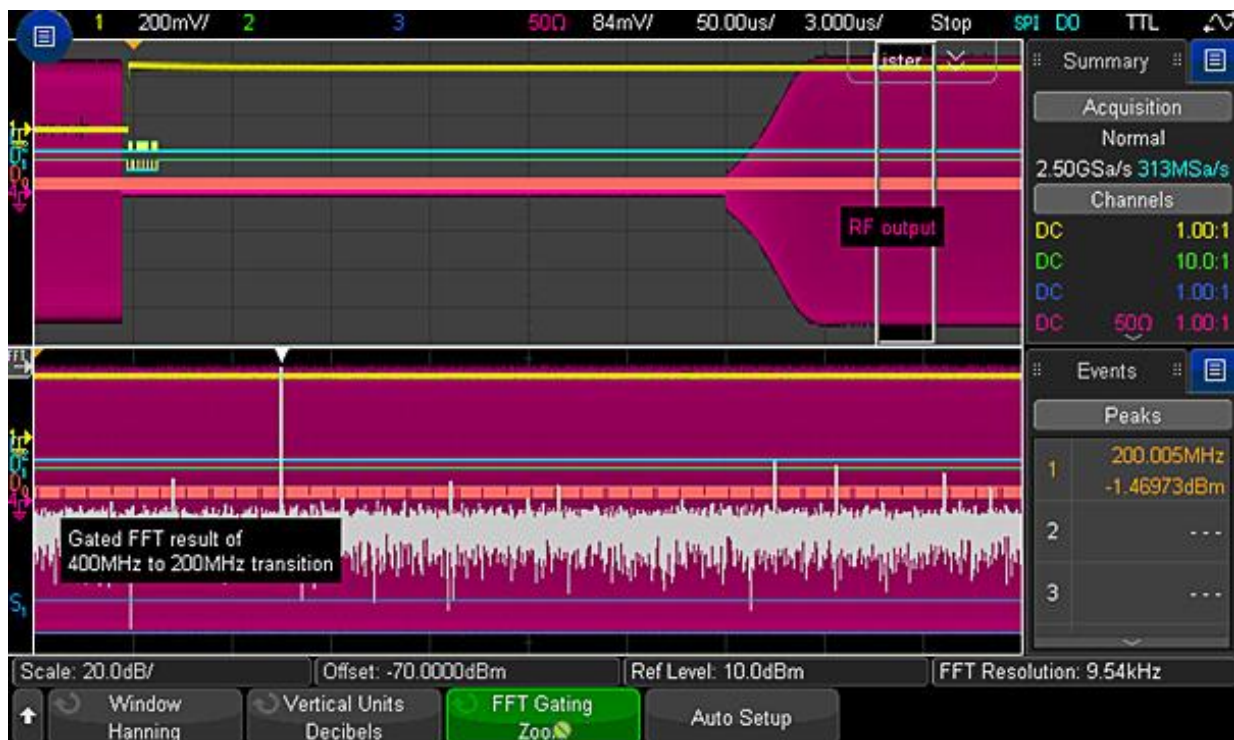 1 200mV/ 2 3 50Ω 84mV/ 50.00us/ 3.000us/ Stop SPI D0 TTL
Lister
Summary
Acquisition
Normal
2.50GSa/s 313MSa/s
Channels
DC 1.00:1
DC 10.0:1
DC 1.00:1
DC 50Ω 1.00:1
RF output
FFT
Events
Peaks
1 200.005MHz
-1.46973dBm
2 ---
3 ---
Gated FFT result of
400MHz to 200MHz transition
S1
Scale: 20.0dB/ Offset: -70.0000dBm Ref Level: 10.0dBm FFT Resolution: 9.54kHz
Window
Hanning
Vertical Units
Decibels
FFT Gating
Auto Setup